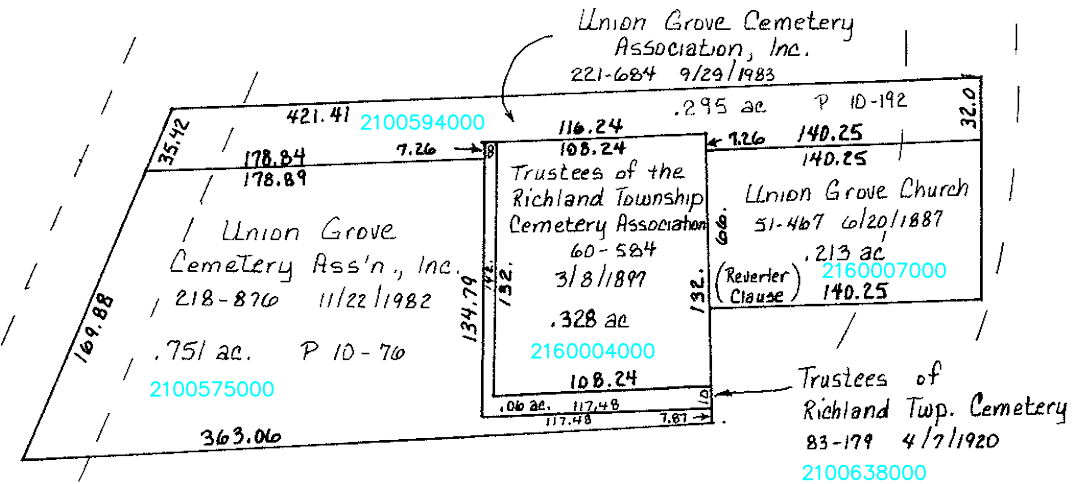 Union Grove Cemetery
Association, Inc.
221-684 9/29/1983
.295 ac P 10-192
32.0
421.41
2100594000
35.42
116.24
108.24
7.26
7.26
140.25
140.25
178.84
178.89
8
Trustees of the
Richland Township
Cemetery Association
60-584
3/8/1897
.328 ac
2160004000
108.24
132.
142.
134.79
132.
66.
Union Grove Church
51-467 6/20/1887
.213 ac
2160007000
(Reverter
Clause)
140.25
Union Grove
Cemetery Ass'n., Inc.
218-876 11/22/1982
.751 ac. P 10-76
2100575000
169.88
363.06
.06 ac. 117.48
117.48
7.87
10
Trustees of
Richland Twp. Cemetery
83-179 4/7/1920
2100638000